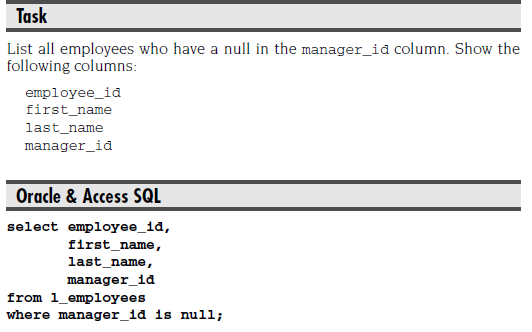 Task
List all employees who have a null in the manager_id column. Show the
following columns:
employee_id
first_name
last_name
manager_id
Oracle & Access SQL
select employee_id,
first_name,
last_name,
manager_id
from l_employees
where manager_id is null;